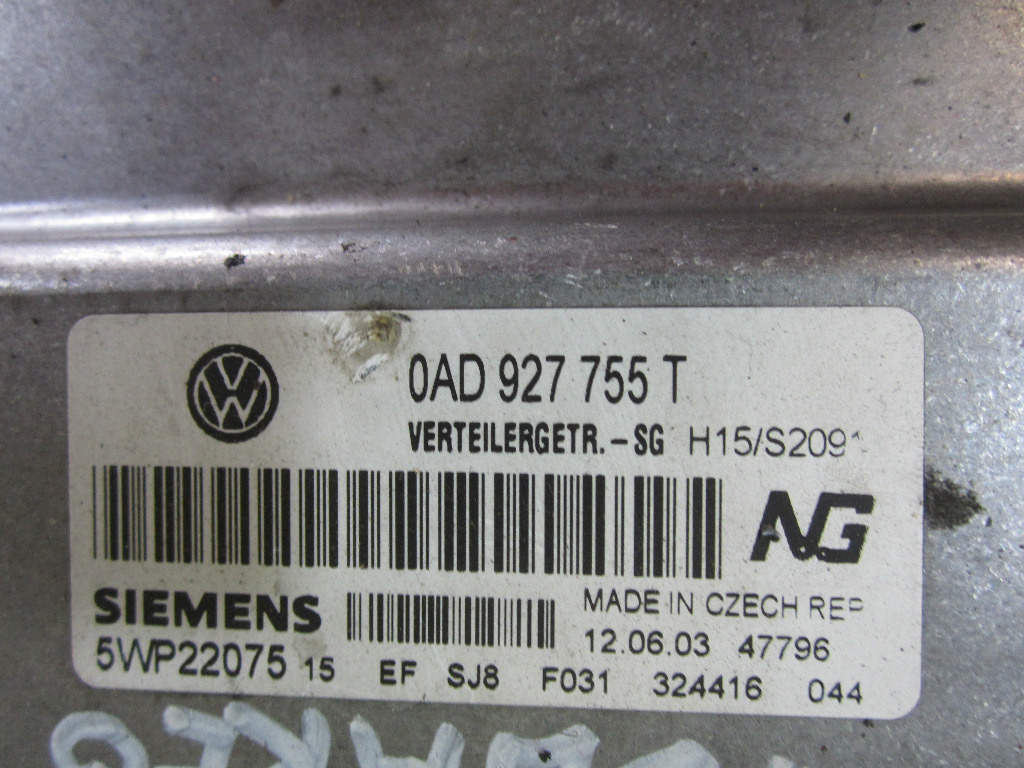 0AD 927 755 T
VERTEILERGETR.-SG H15/S209
NG
SIEMENS
MADE IN CZECH REP
12.06.03 47796
5WP22075 15 EF SJ8 F031 324416 044